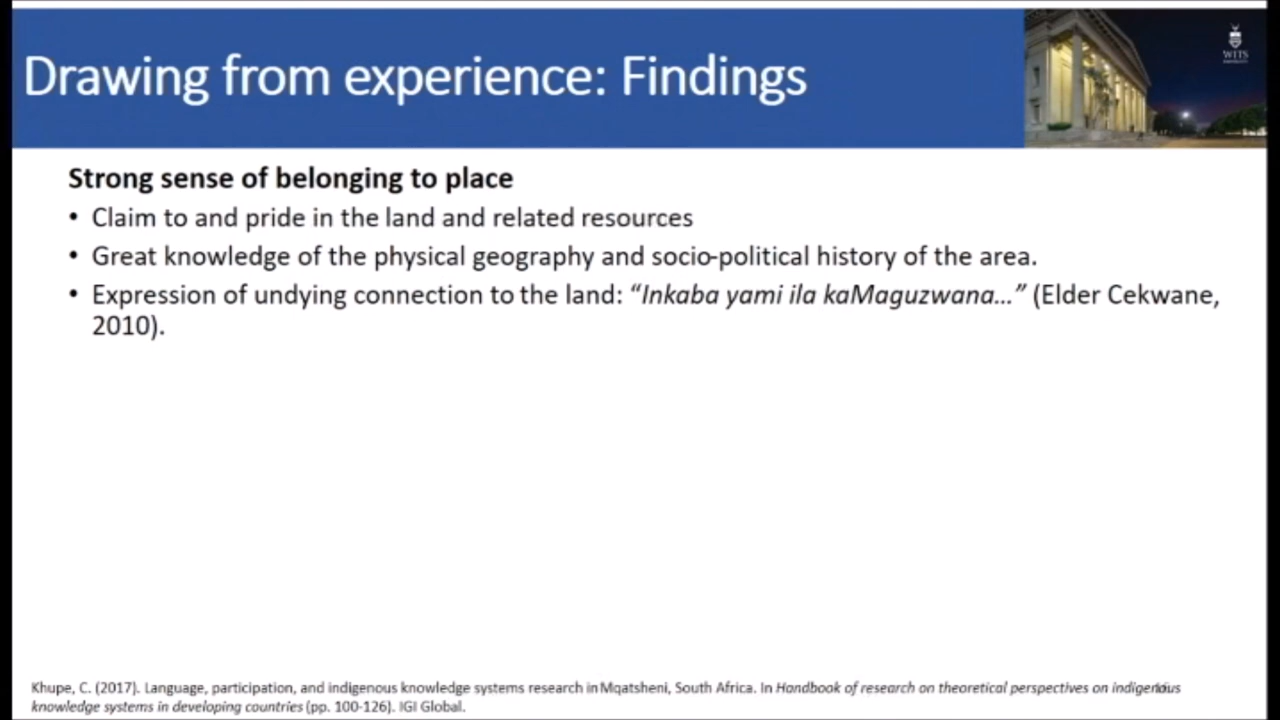 Drawing from experience: Findings
WITS
UNIVERSITY
Strong sense of belonging to place
• Claim to and pride in the land and related resources
• Great knowledge of the physical geography and socio-political history of the area.
• Expression of undying connection to the land: “Inkaba yami ila kaMaguzwana...” (Elder Cekwane,
2010).
Khupe, C. (2017). Language, participation, and indigenous knowledge systems research in Mqatsheni, South Africa. In Handbook of research on theoretical perspectives on indigenous
knowledge systems in developing countries (pp. 100-126). IGI Global.